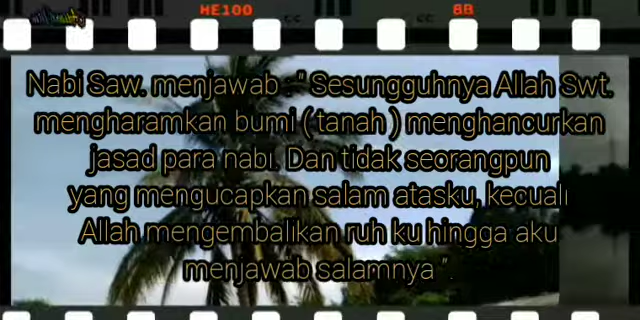 HE100 8B
Nabi Saw. menjawab : " Sesungguhnya Allah Swt.
mengharamkan bumi ( tanah ) menghancurkan
jasad para nabi. Dan tidak seorangpun
yang mengucapkan salam atasku, kecuali
Allah mengembalikan ruh ku hingga aku
menjawab salamnya ".